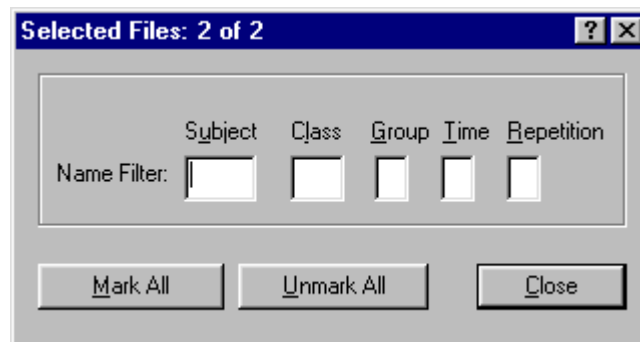 Selected Files: 2 of 2
Subject Class Group Time Repetition
Name Filter:
Mark All Unmark All Close